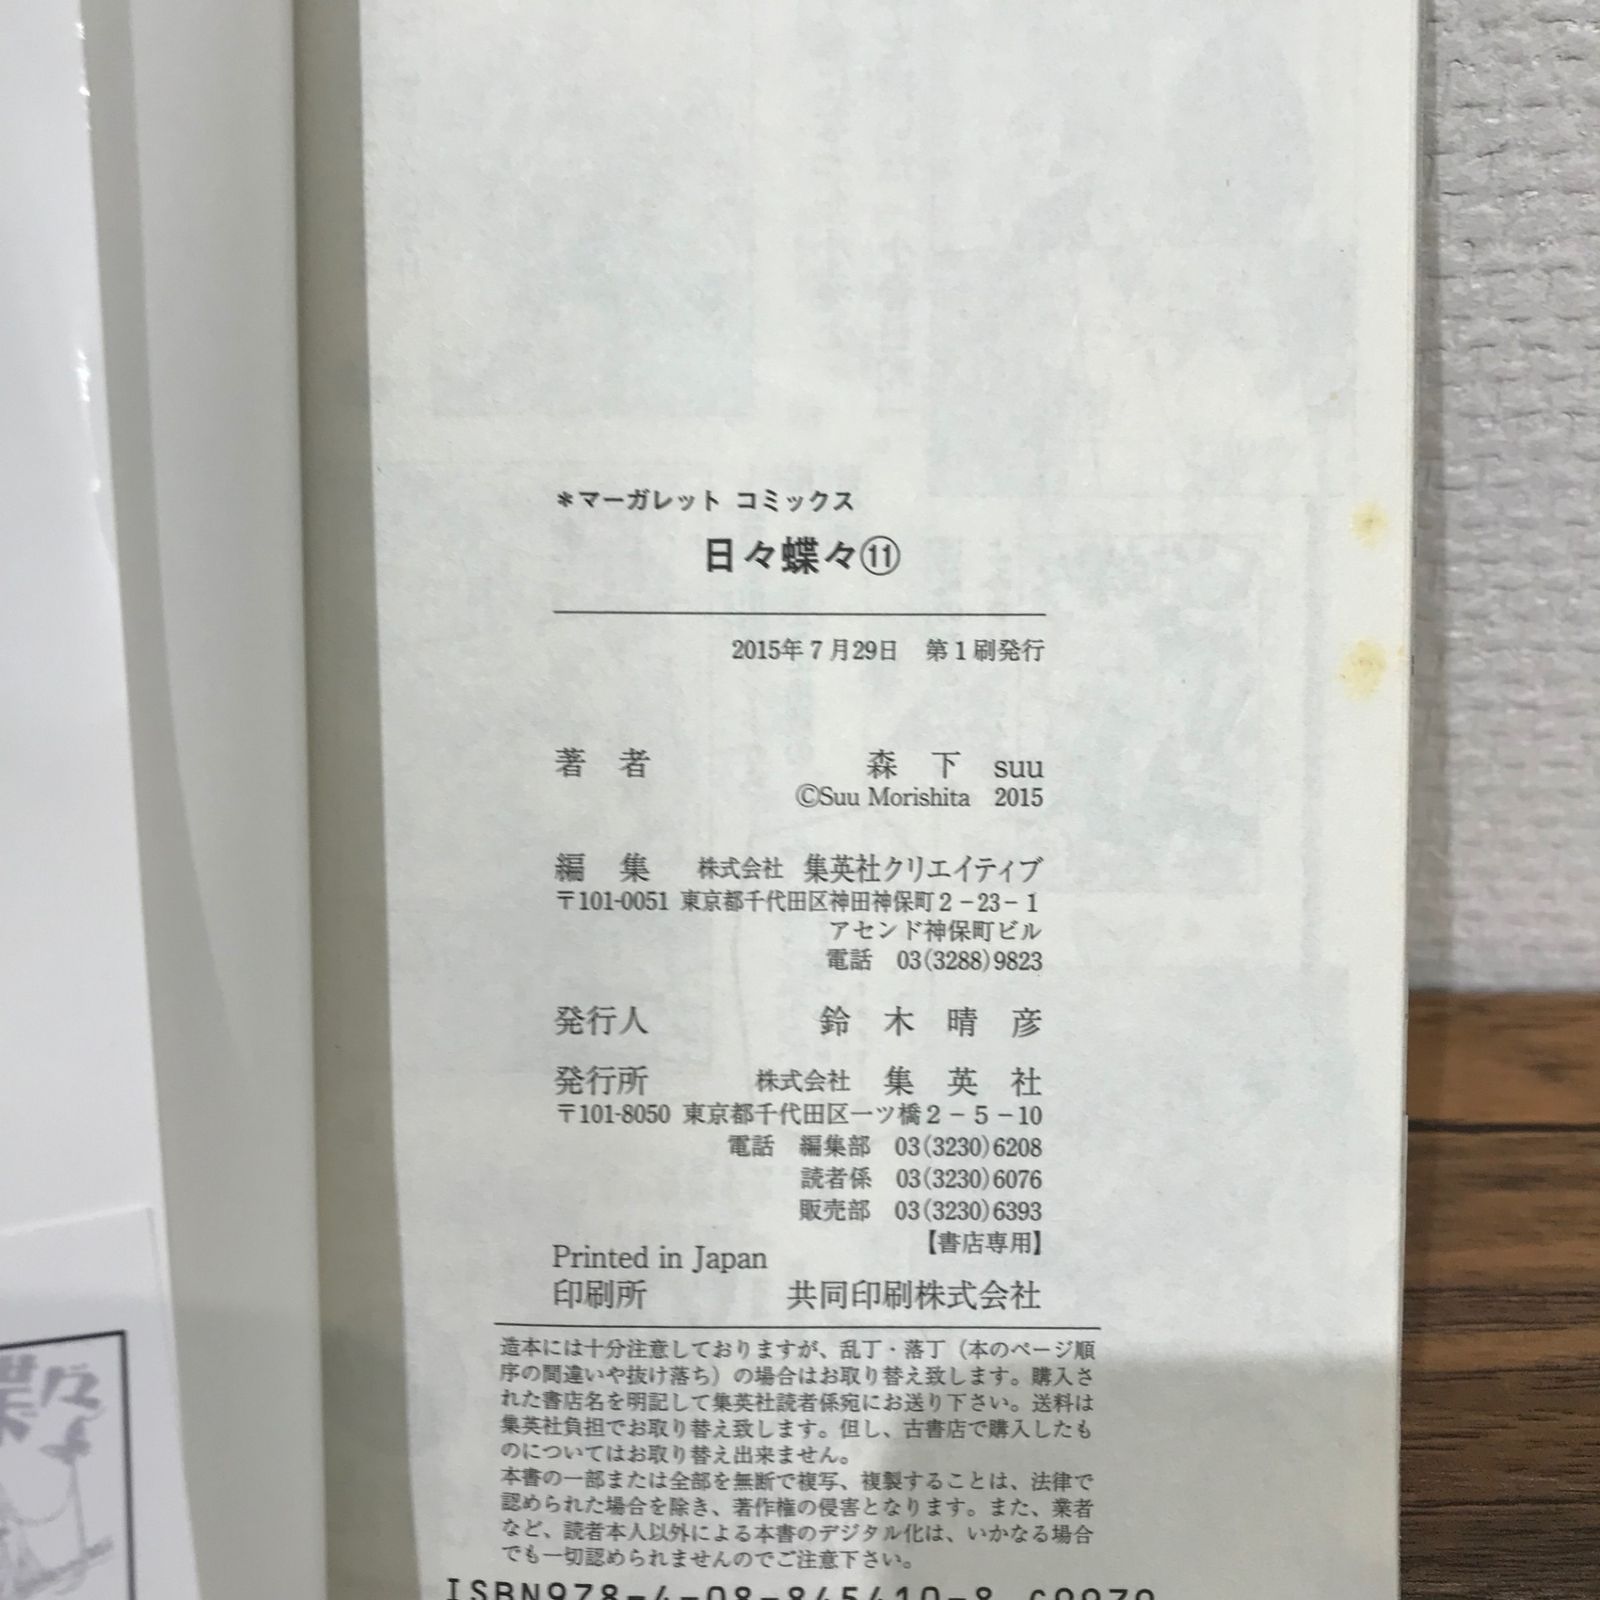 *マーガレット コミックス
日々蝶々⑪
2015年7月29日　第1刷発行
著　者　　森　下　suu
©Suu Morishita　2015
編　集　株式会社 集英社クリエイティブ
〒101-0051 東京都千代田区神田神保町2-23-1
アセンド神保町ビル
電話　03(3288)9823
発行人　　鈴　木　晴　彦
発行所　　株式会社　集　英　社
〒101-8050 東京都千代田区一ツ橋2-5-10
電話　編集部　03(3230)6208
読者係　03(3230)6076
販売部　03(3230)6393
【書店専用】
Printed in Japan
印刷所　　共同印刷株式会社
造本には十分注意しておりますが、乱丁・落丁（本のページ順
序の間違いや抜け落ち）の場合はお取り替え致します。購入さ
れた書店名を明記して集英社読者係宛にお送り下さい。送料は
集英社負担でお取り替え致します。但し、古書店で購入したも
のについてはお取り替え出来ません。
本書の一部または全部を無断で複写、複製することは、法律で
認められた場合を除き、著作権の侵害となります。また、業者
など、読者本人以外による本書のデジタル化は、いかなる場合
でも一切認められませんのでご注意下さい。
ISBN978-4-08-845410-8 C9979
蝶々